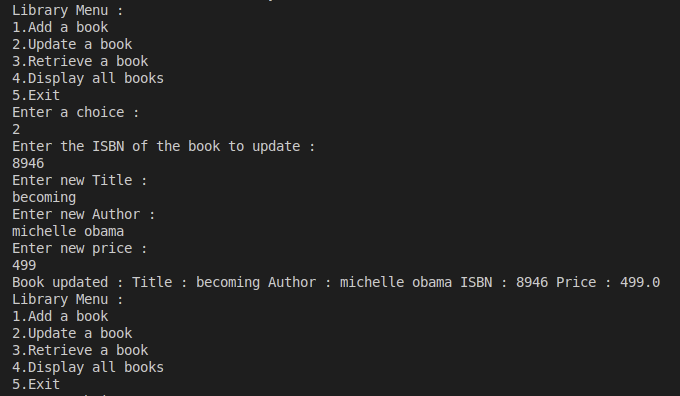 Library Menu :
1.Add a book
2.Update a book
3.Retrieve a book
4.Display all books
5.Exit
Enter a choice :
2
Enter the ISBN of the book to update :
8946
Enter new Title :
becoming
Enter new Author :
michelle obama
Enter new price :
499
Book updated : Title : becoming Author : michelle obama ISBN : 8946 Price : 499.0
Library Menu :
1.Add a book
2.Update a book
3.Retrieve a book
4.Display all books
5.Exit